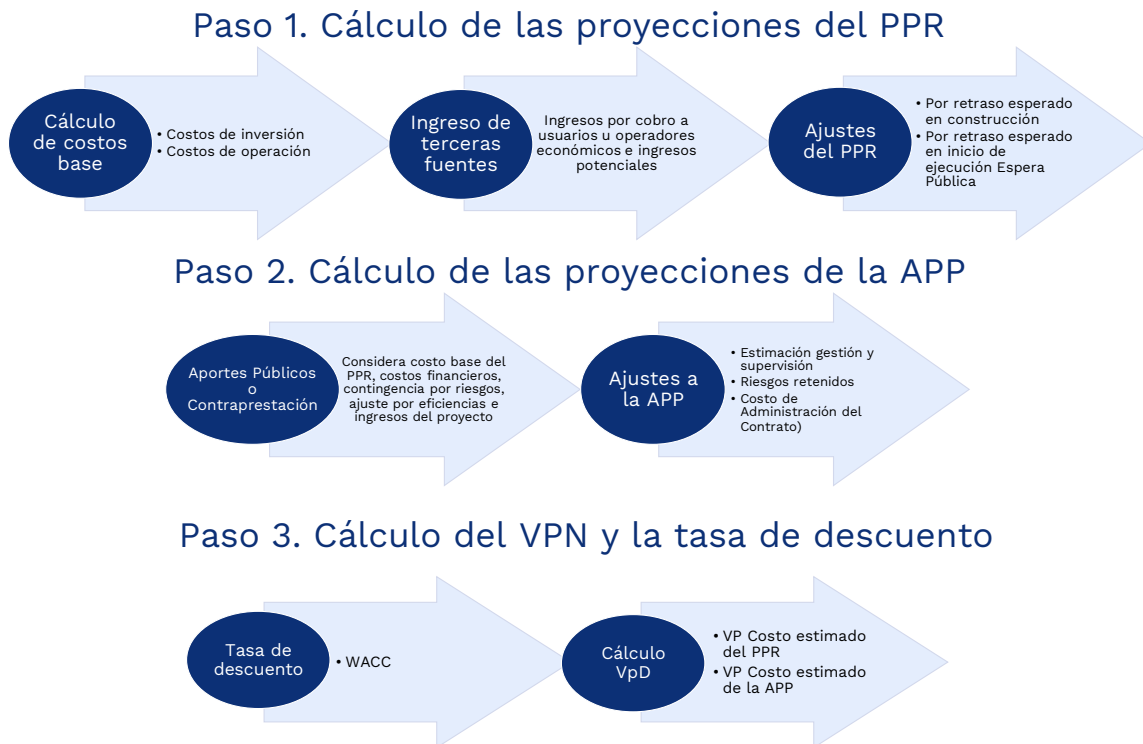 Paso 1. Cálculo de las proyecciones del PPR
Cálculo
de costos
base
• Costos de inversión
• Costos de operación
Ingreso de
terceras
fuentes
Ingresos por cobro a
usuarios u operadores
económicos e ingresos
potenciales
Ajustes
del PPR
• Por retraso esperado
en construcción
• Por retraso esperado
en inicio de
ejecución Espera
Pública
Paso 2. Cálculo de las proyecciones de la APP
Aportes Públicos
o
Contraprestación
Considera costo base del
PPR, costos financieros,
contingencia por riesgos,
ajuste por eficiencias e
ingresos del proyecto
Ajustes a
la APP
• Estimación gestión y
supervisión
• Riesgos retenidos
• Costo de
Administración del
Contrato)
Paso 3. Cálculo del VPN y la tasa de descuento
Tasa de
descuento
• WACC
Cálculo
VpD
• VP Costo estimado
del PPR
• VP Costo estimado
de la APP